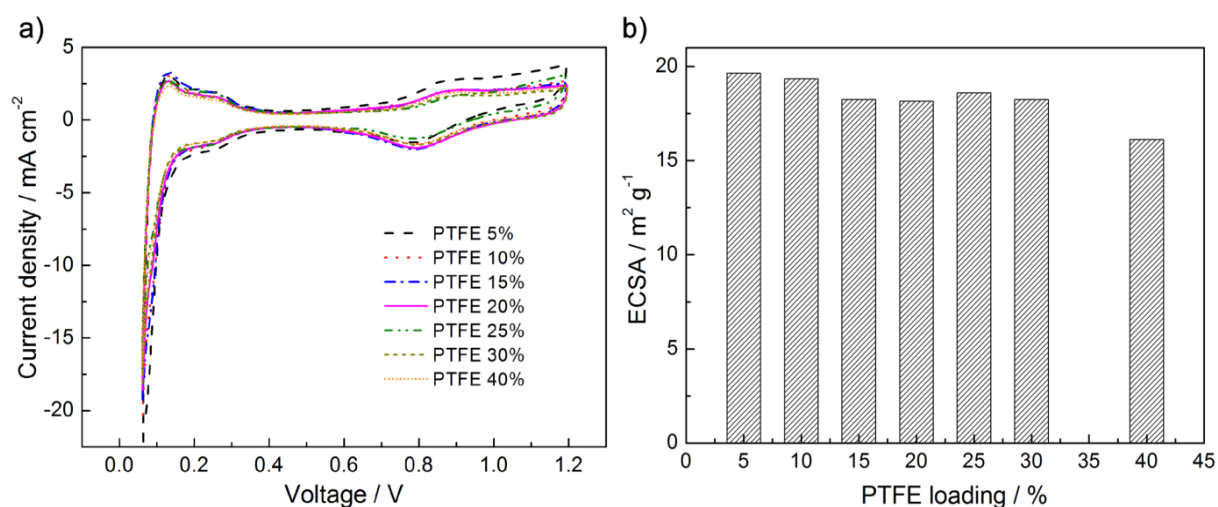 a)
Current density / mA cm⁻²
5
0
-5
-10
-15
-20
PTFE 5%
PTFE 10%
PTFE 15%
PTFE 20%
PTFE 25%
PTFE 30%
PTFE 40%
0.0 0.2 0.4 0.6 0.8 1.0 1.2
Voltage / V
b)
ECSA / m² g⁻¹
20
15
10
5
0
0 5 10 15 20 25 30 35 40 45
PTFE loading / %